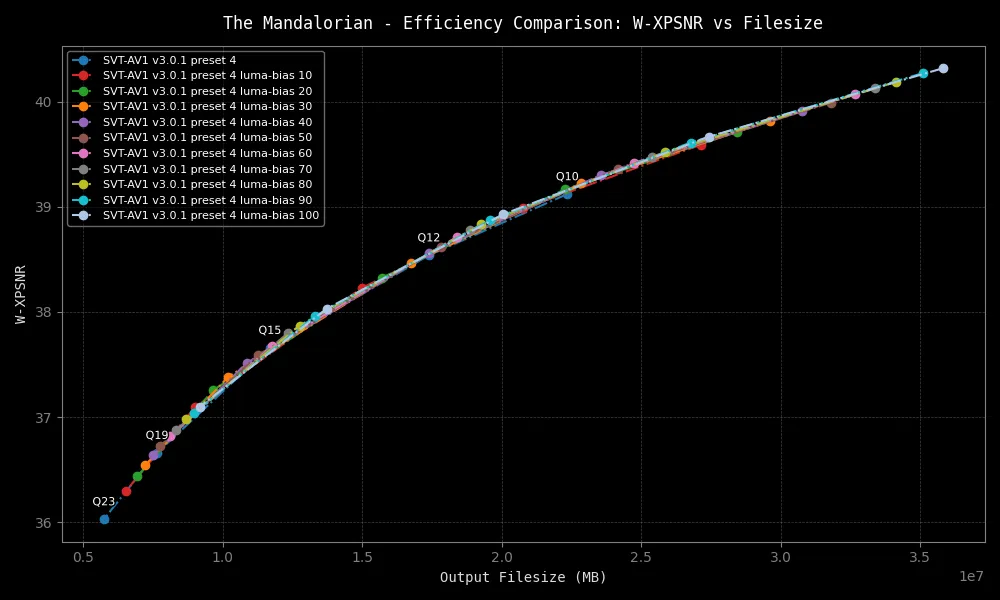 The Mandalorian - Efficiency Comparison: W-XPSNR vs Filesize
SVT-AV1 v3.0.1 preset 4
SVT-AV1 v3.0.1 preset 4 luma-bias 10
SVT-AV1 v3.0.1 preset 4 luma-bias 20
SVT-AV1 v3.0.1 preset 4 luma-bias 30
SVT-AV1 v3.0.1 preset 4 luma-bias 40
SVT-AV1 v3.0.1 preset 4 luma-bias 50
SVT-AV1 v3.0.1 preset 4 luma-bias 60
SVT-AV1 v3.0.1 preset 4 luma-bias 70
SVT-AV1 v3.0.1 preset 4 luma-bias 80
SVT-AV1 v3.0.1 preset 4 luma-bias 90
SVT-AV1 v3.0.1 preset 4 luma-bias 100
40
39
38
37
36
W-XPSNR
Q10
Q12
Q15
Q19
Q23
0.5 1.0 1.5 2.0 2.5 3.0 3.5
1e7
Output Filesize (MB)